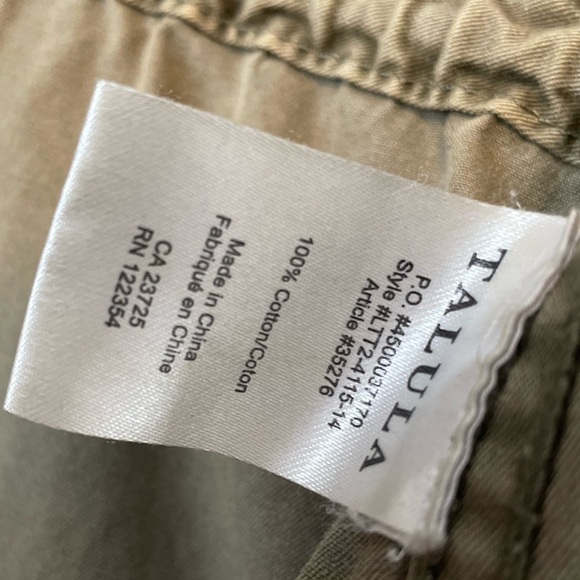 TALULA
P.O. #4500037170
Style #LTT2-4115-14
Article #35276
100% Cotton/Coton
Made in China
Fabriqué en Chine
CA 23725
RN 122354